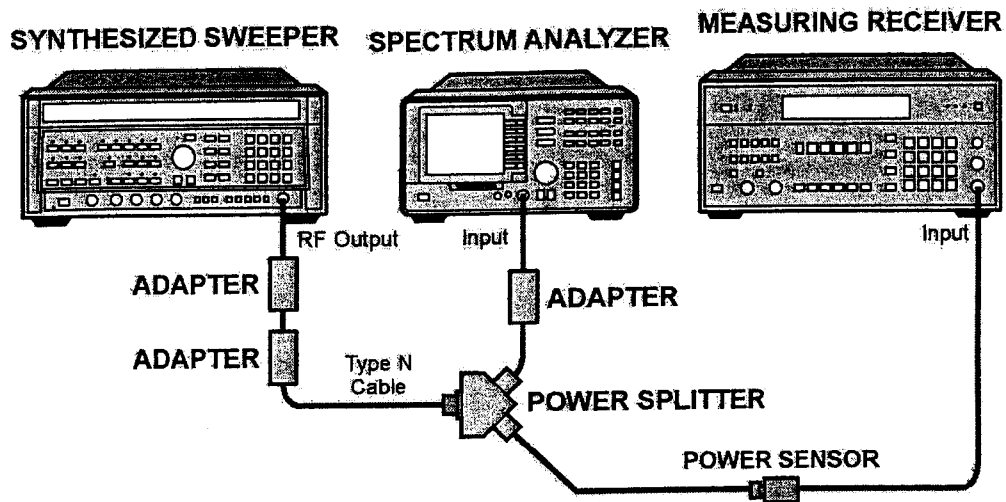 SYNTHESIZED SWEEPER
SPECTRUM ANALYZER
MEASURING RECEIVER
RF Output
Input
Input
ADAPTER
ADAPTER
ADAPTER
Type N
Cable
POWER SPLITTER
POWER SENSOR